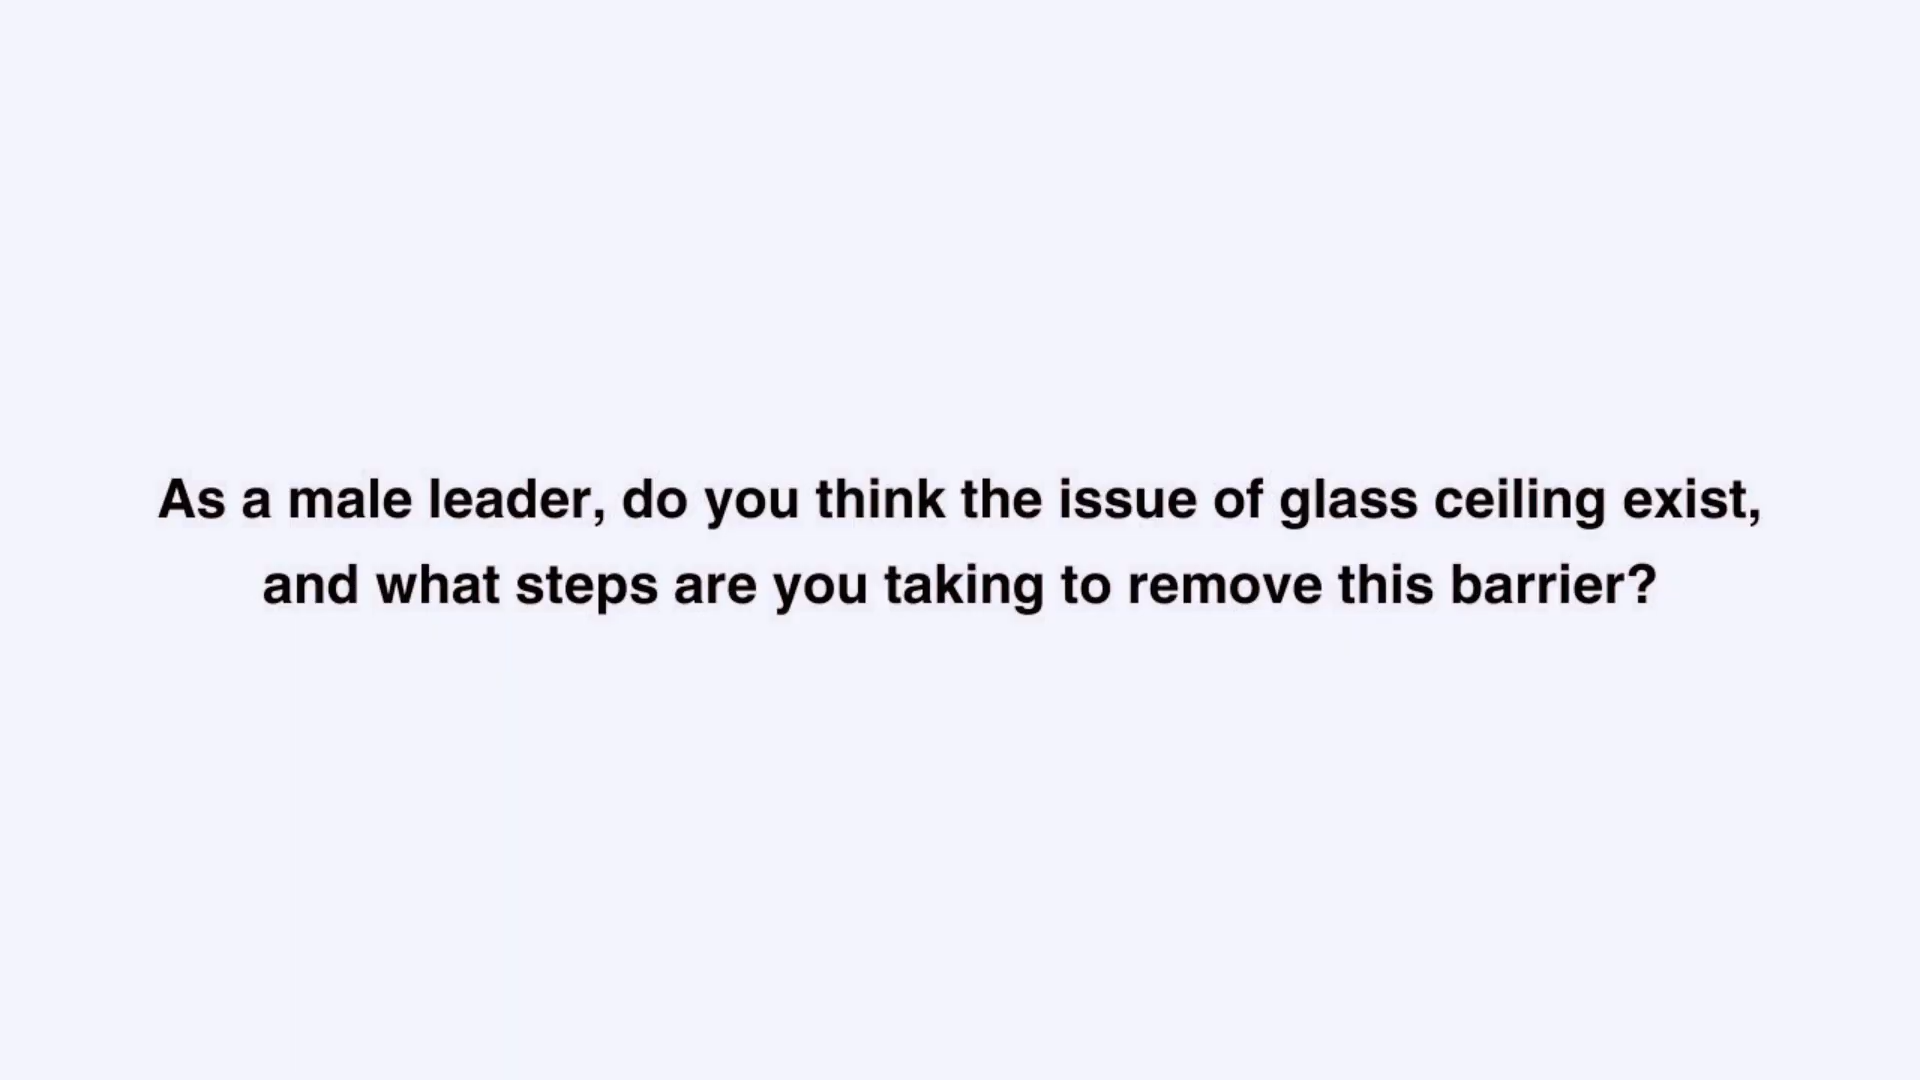 As a male leader, do you think the issue of glass ceiling exist,
and what steps are you taking to remove this barrier?